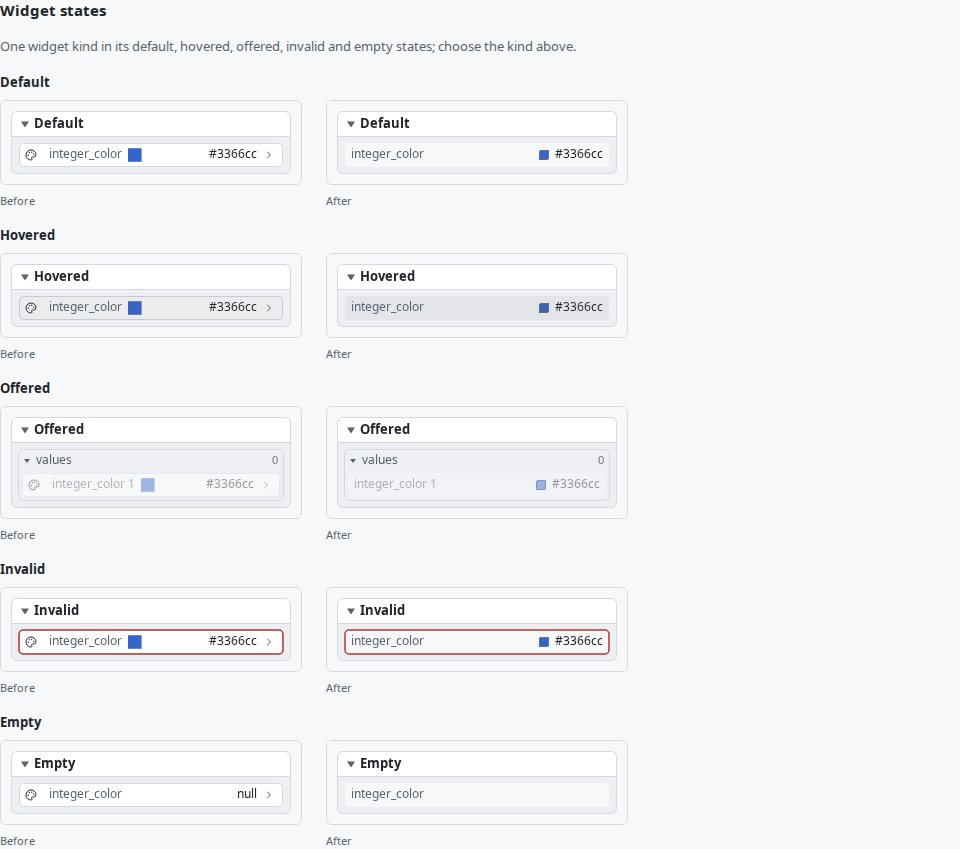 Widget states
One widget kind in its default, hovered, offered, invalid and empty states; choose the kind above.
Default
Default
integer_color #3366cc
Default
integer_color #3366cc
Before
After
Hovered
Hovered
integer_color #3366cc
Hovered
integer_color #3366cc
Before
After
Offered
Offered
values 0
integer_color 1 #3366cc
Offered
values 0
integer_color 1 #3366cc
Before
After
Invalid
Invalid
integer_color #3366cc
Invalid
integer_color #3366cc
Before
After
Empty
Empty
integer_color null
Empty
integer_color
Before
After